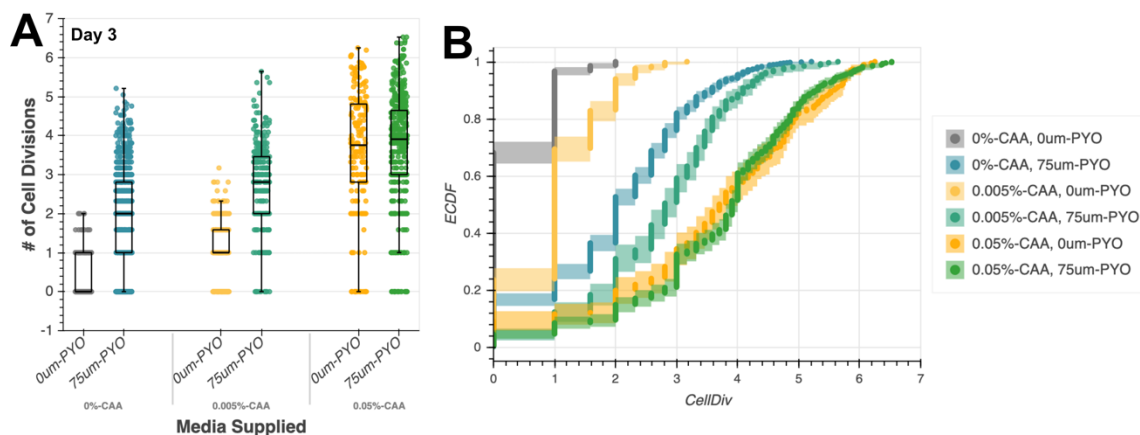 A
Day 3
# of Cell Divisions
7
6
5
4
3
2
1
0
-1
0um-PYO
75um-PYO
0um-PYO
75um-PYO
0um-PYO
75um-PYO
0%-CAA
0.005%-CAA
0.05%-CAA
Media Supplied
B
ECDF
1
0.8
0.6
0.4
0.2
0
0
1
2
3
4
5
6
7
CellDiv
0%-CAA, 0um-PYO
0%-CAA, 75um-PYO
0.005%-CAA, 0um-PYO
0.005%-CAA, 75um-PYO
0.05%-CAA, 0um-PYO
0.05%-CAA, 75um-PYO